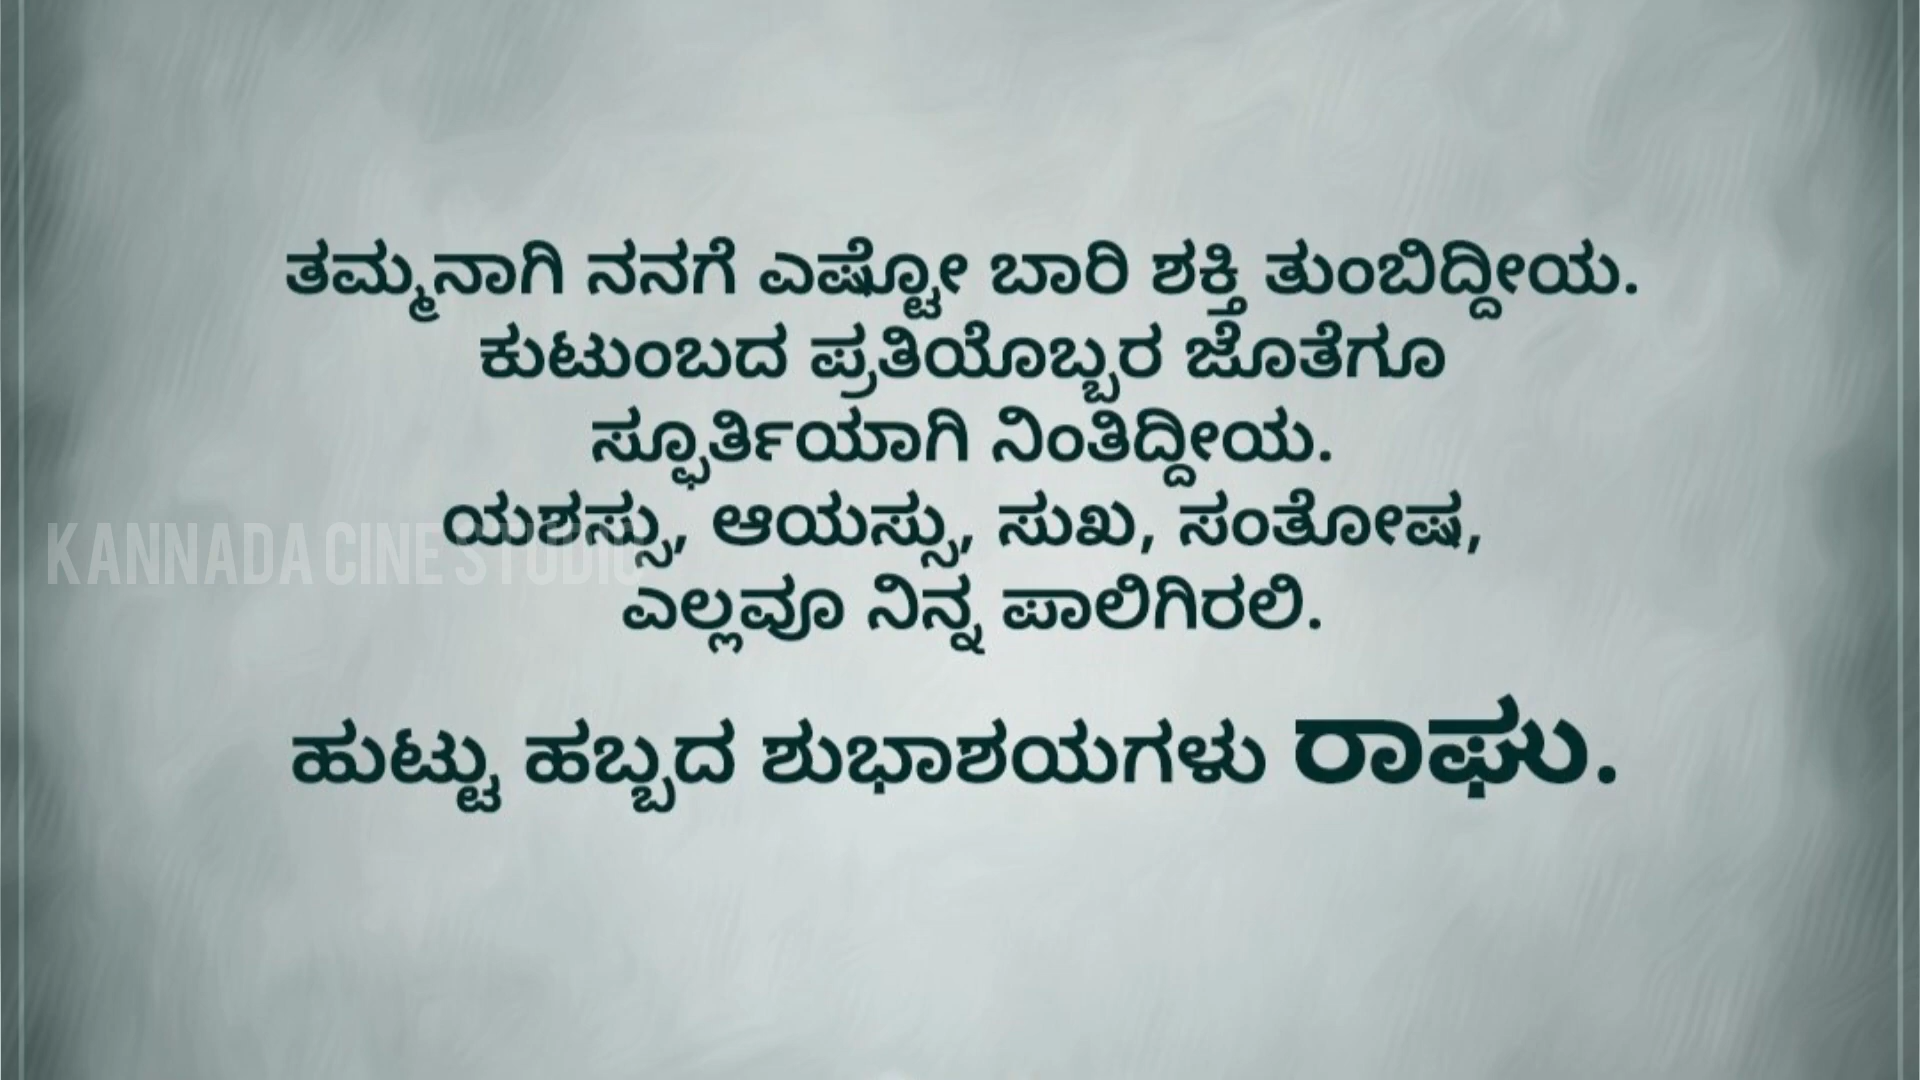 ತಮ್ಮನಾಗಿ ನನಗೆ ಎಷ್ಟೋ ಬಾರಿ ಶಕ್ತಿ ತುಂಬಿದ್ದೀಯ.
ಕುಟುಂಬದ ಪ್ರತಿಯೊಬ್ಬರ ಜೊತೆಗೂ
ಸ್ಫೂರ್ತಿಯಾಗಿ ನಿಂತಿದ್ದೀಯ.
ಯಶಸ್ಸು, ಆಯಸ್ಸು, ಸುಖ, ಸಂತೋಷ,
KANNADA CINE STUDIO
ಎಲ್ಲವೂ ನಿನ್ನ ಪಾಲಿಗಿರಲಿ.
ಹುಟ್ಟು ಹಬ್ಬದ ಶುಭಾಶಯಗಳು ರಾಘು.